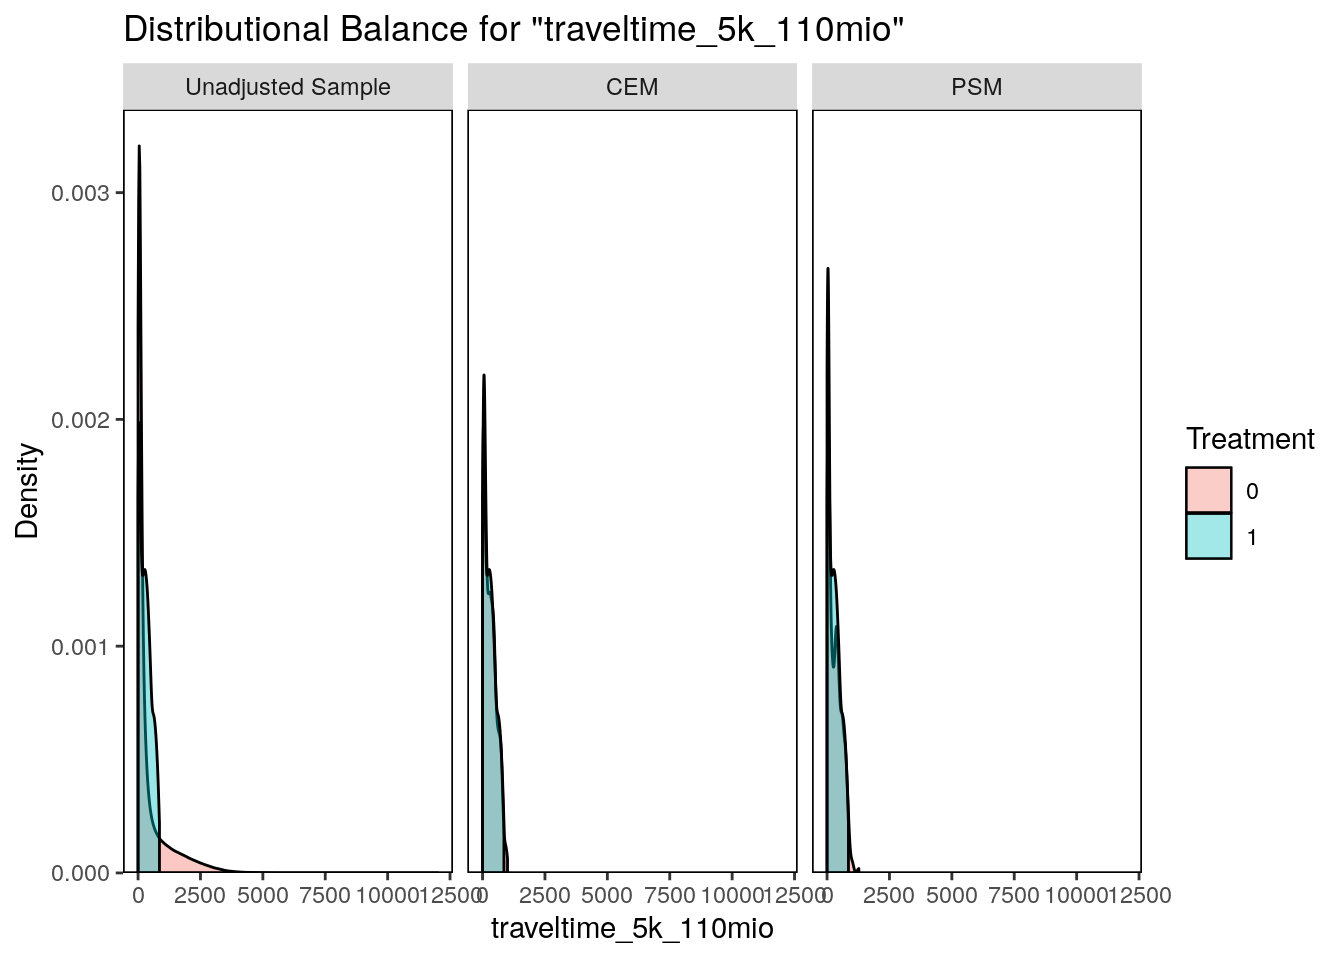 Distributional Balance for "traveltime_5k_110mio"
Unadjusted Sample
CEM
PSM
0.003
0.002
0.001
0.000
Density
0 2500 5000 7500 10000 12500
0 2500 5000 7500 10000 12500
0 2500 5000 7500 10000 12500
traveltime_5k_110mio
Treatment
0
1